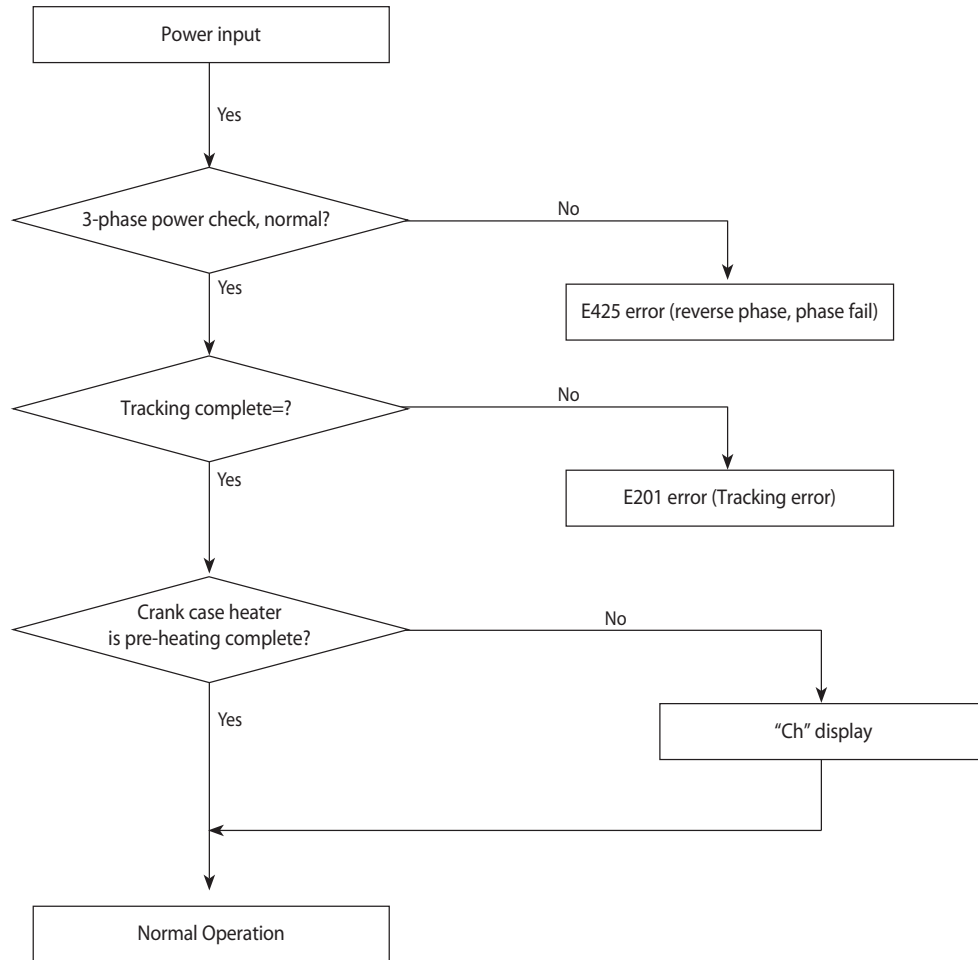 Power input
Yes
3-phase power check, normal?
No
Yes
E425 error (reverse phase, phase fail)
Tracking complete=?
No
Yes
E201 error (Tracking error)
Crank case heater
is pre-heating complete?
No
Yes
“Ch” display
Normal Operation